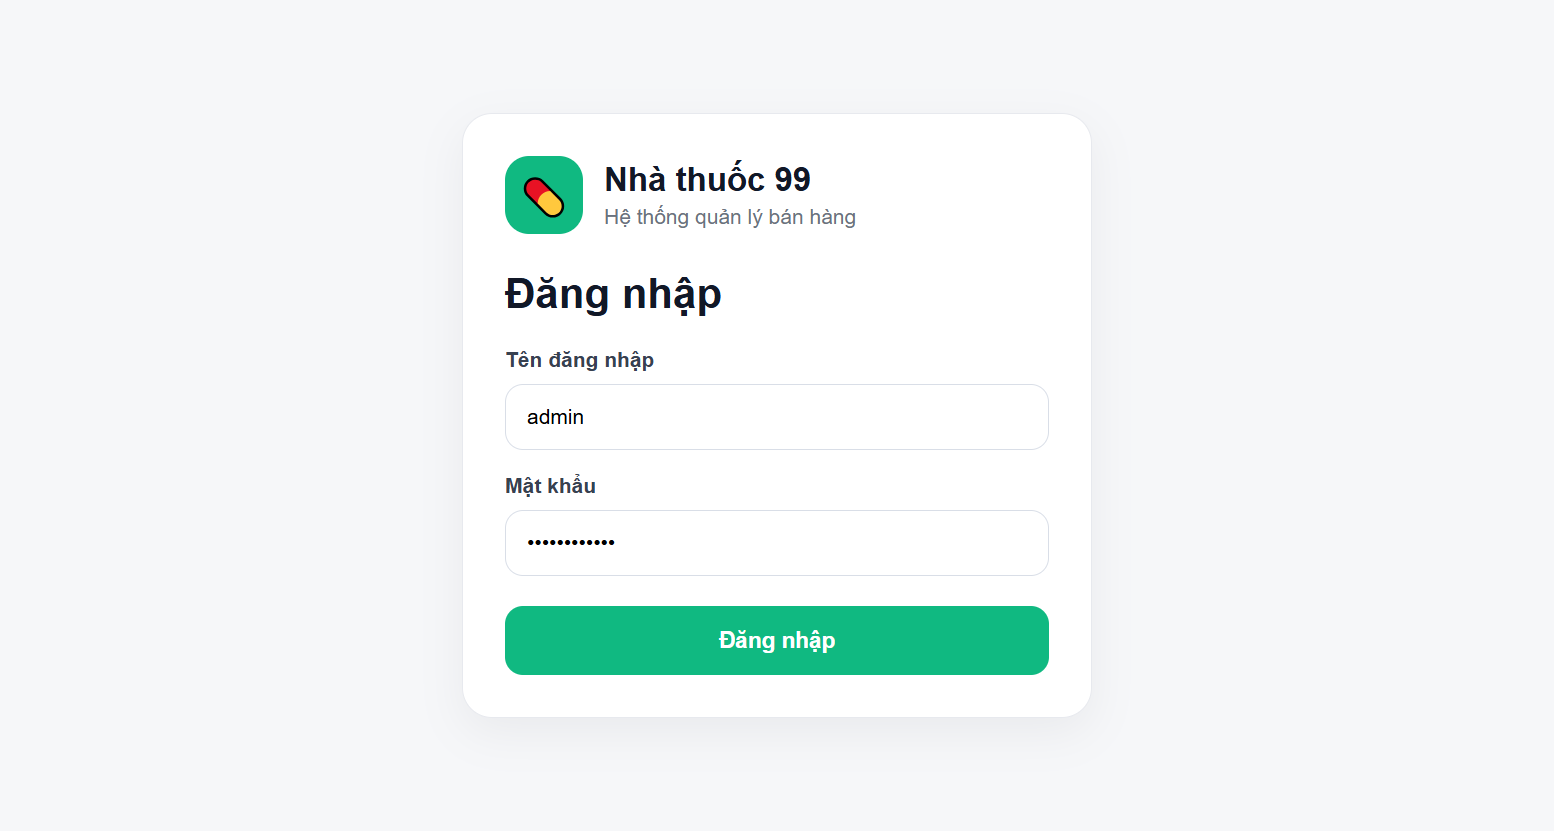 Nhà thuốc 99
Hệ thống quản lý bán hàng
Đăng nhập
Tên đăng nhập
admin
Mật khẩu
••••••••••••
Đăng nhập